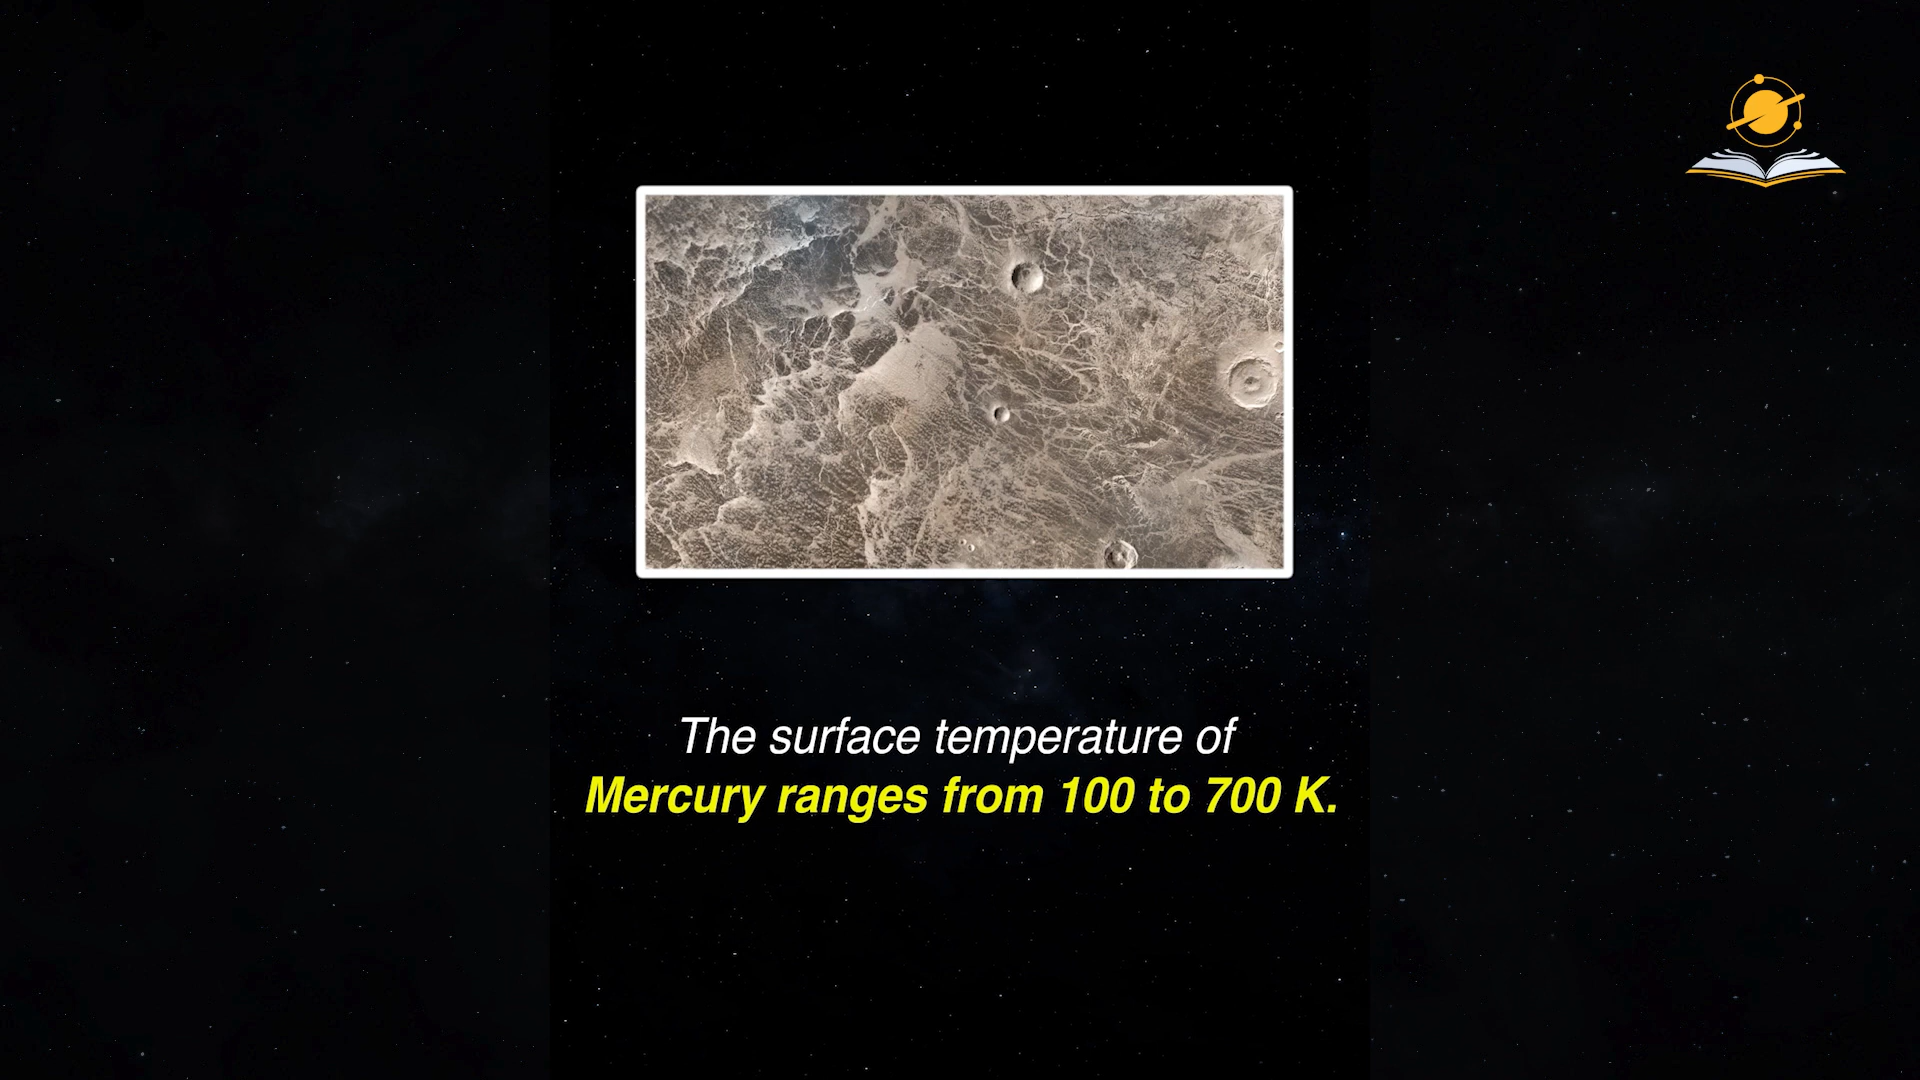 The surface temperature of
Mercury ranges from 100 to 700 K.